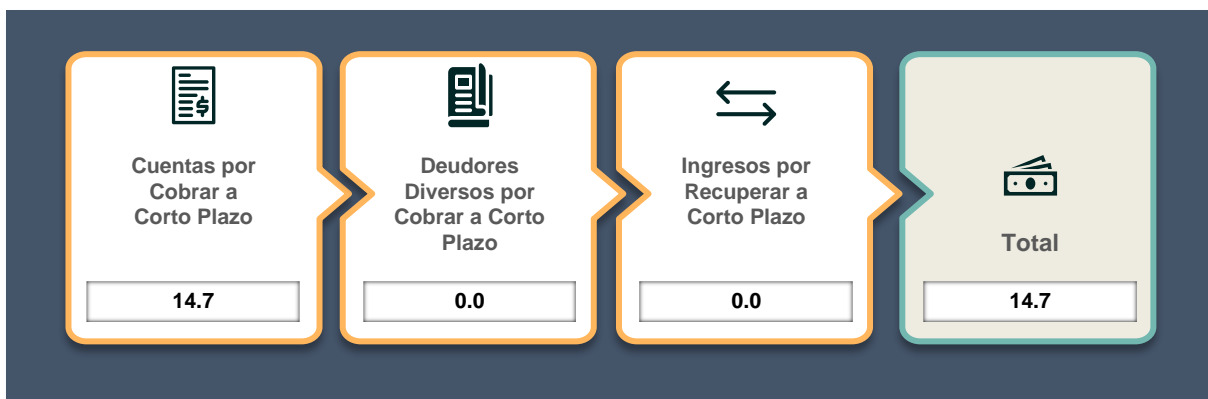 Cuentas por
Cobrar a
Corto Plazo
14.7
Deudores
Diversos por
Cobrar a Corto
Plazo
0.0
Ingresos por
Recuperar a
Corto Plazo
0.0
Total
14.7